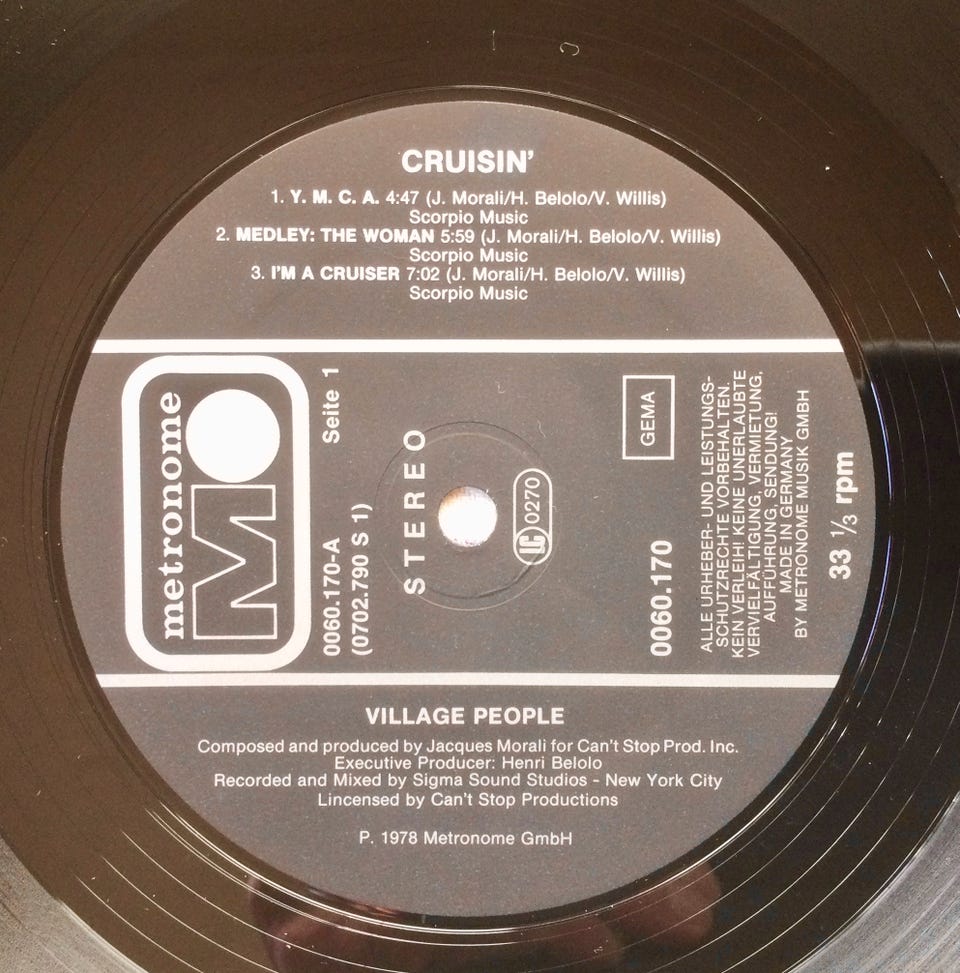 CRUISIN'
1. Y. M. C. A. 4:47 (J. Morali/H. Belolo/V. Willis)
Scorpio Music
2. MEDLEY: THE WOMAN 5:59 (J. Morali/H. Belolo/V. Willis)
Scorpio Music
3. I'M A CRUISER 7:02 (J. Morali/H. Belolo/V. Willis)
Scorpio Music
metronome
M
Seite 1
0060.170-A
(0702.790 S 1)
STEREO
LC 0270
GEMA
0060.170
ALLE URHEBER- UND LEISTUNGS-
SCHUTZRECHTE VORBEHALTEN.
KEIN VERLEIH! KEINE UNERLAUBTE
VERVIELFÄLTIGUNG, VERMIETUNG,
AUFFÜHRUNG, SENDUNG!
MADE IN GERMANY
BY METRONOME MUSIK GMBH
33 1/3 rpm
VILLAGE PEOPLE
Composed and produced by Jacques Morali for Can't Stop Prod. Inc.
Executive Producer: Henri Belolo
Recorded and Mixed by Sigma Sound Studios - New York City
Lincensed by Can't Stop Productions
P. 1978 Metronome GmbH